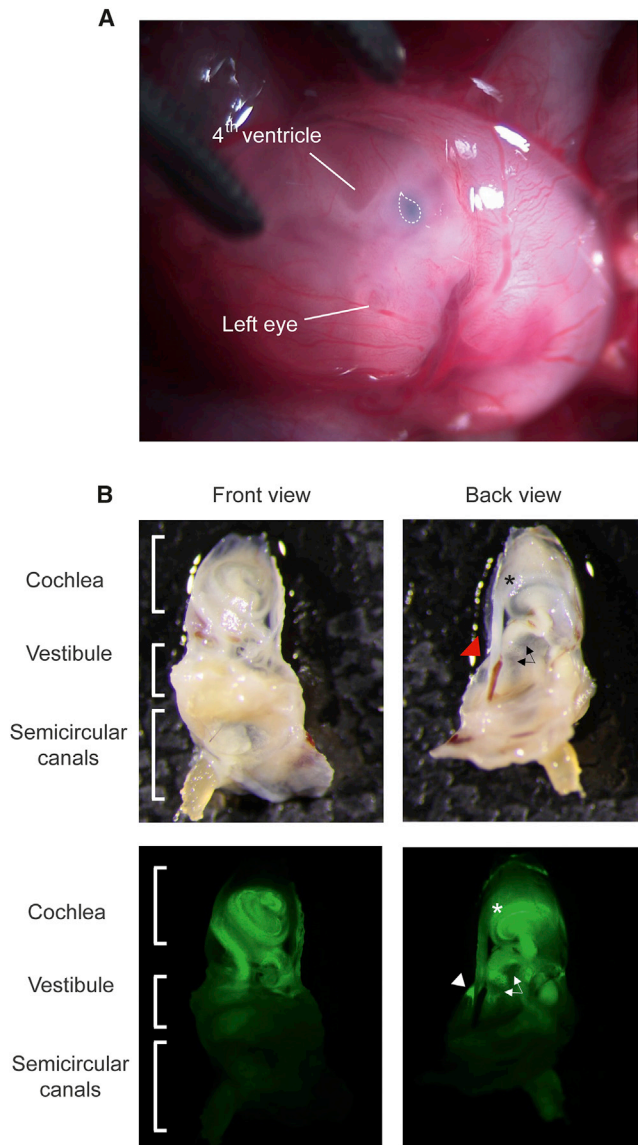 A
4th ventricle
Left eye
B
Front view
Back view
Cochlea
*
Vestibule
Semicircular
canals
Cochlea
*
Vestibule
Semicircular
canals